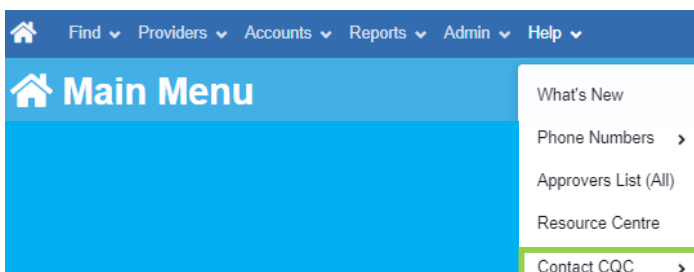 Find Providers Accounts Reports Admin Help
Main Menu
What's New
Phone Numbers
Approvers List (All)
Resource Centre
Contact CQC